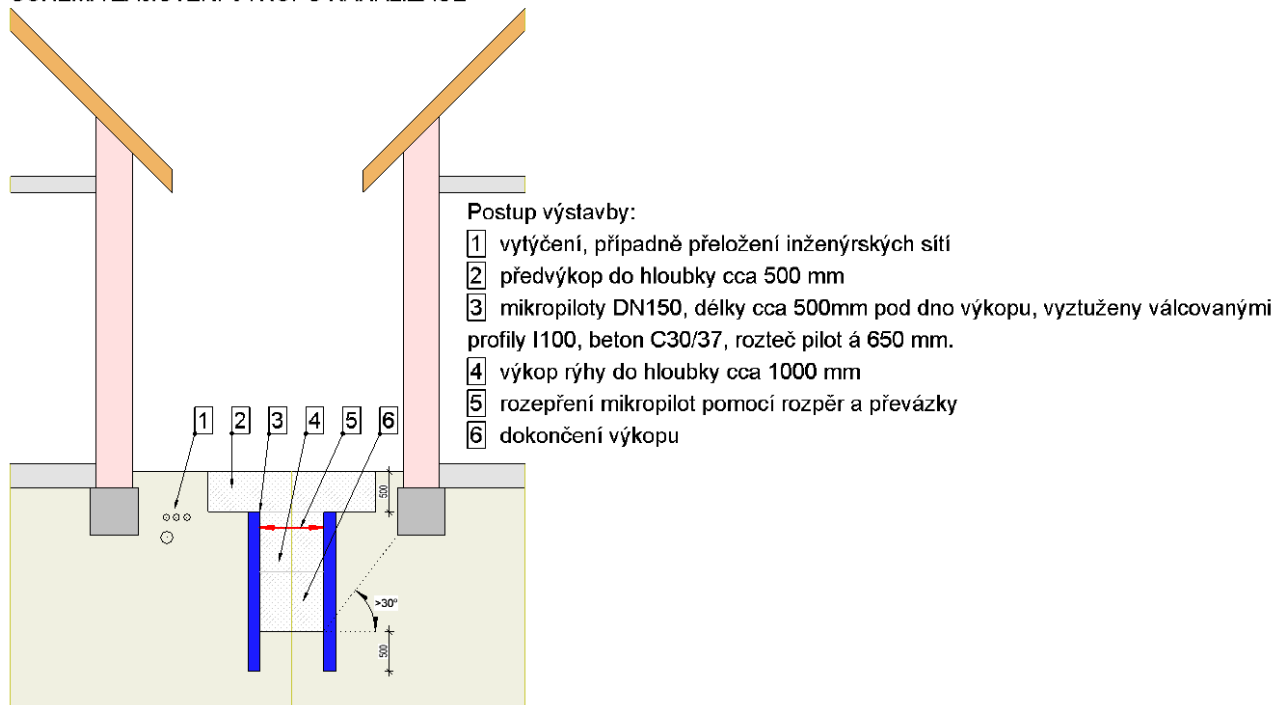 Postup výstavby:
1 vytýčení, případně přeložení inženýrských sítí
2 předvýkop do hloubky cca 500 mm
3 mikropiloty DN150, délky cca 500mm pod dno výkopu, vyztuženy válcovanými
profily I100, beton C30/37, rozteč pilot á 650 mm.
4 výkop rýhy do hloubky cca 1000 mm
5 rozepření mikropilot pomocí rozpěr a převázky
6 dokončení výkopu
1 2 3 4 5 6
500
>30°
500